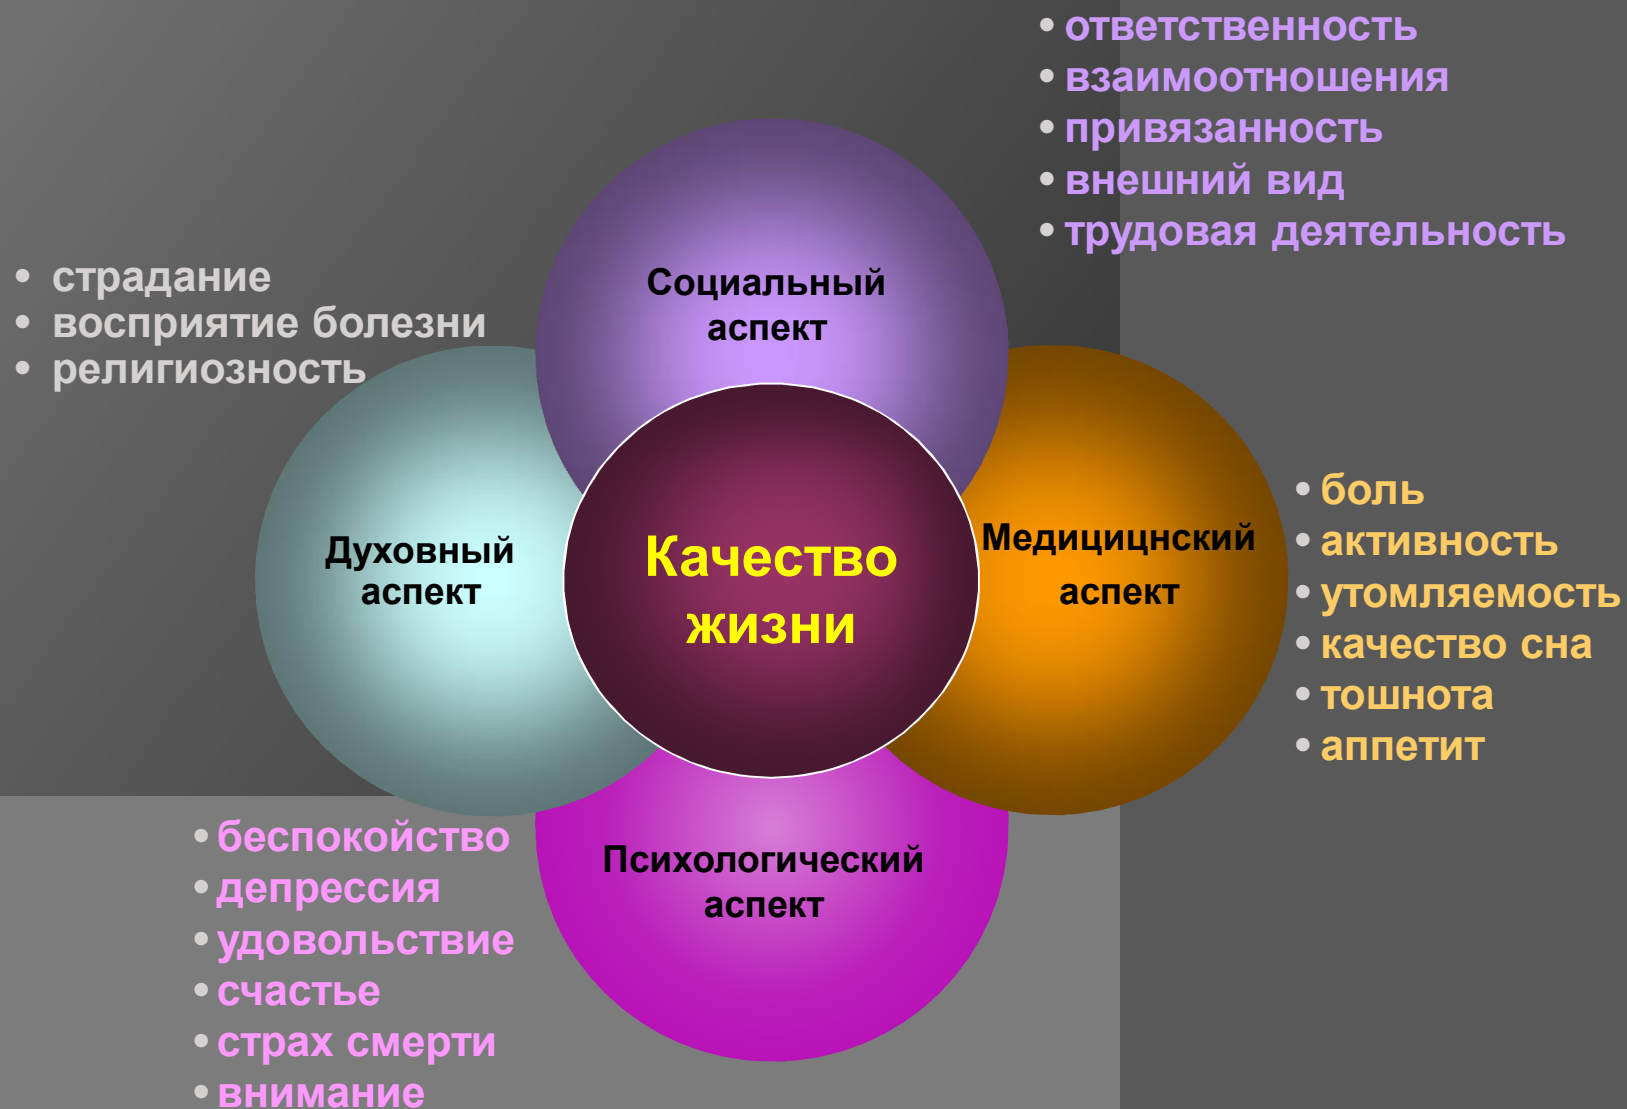 • ответственность
• взаимоотношения
• привязанность
• внешний вид
• трудовая деятельность
• страдание
• восприятие болезни
• религиозность
Социальный
аспект
Духовный
аспект
Качество
жизни
Медицицнский
аспект
• боль
• активность
• утомляемость
• качество сна
• тошнота
• аппетит
• беспокойство
• депрессия
• удовольствие
• счастье
• страх смерти
• внимание
Психологический
аспект